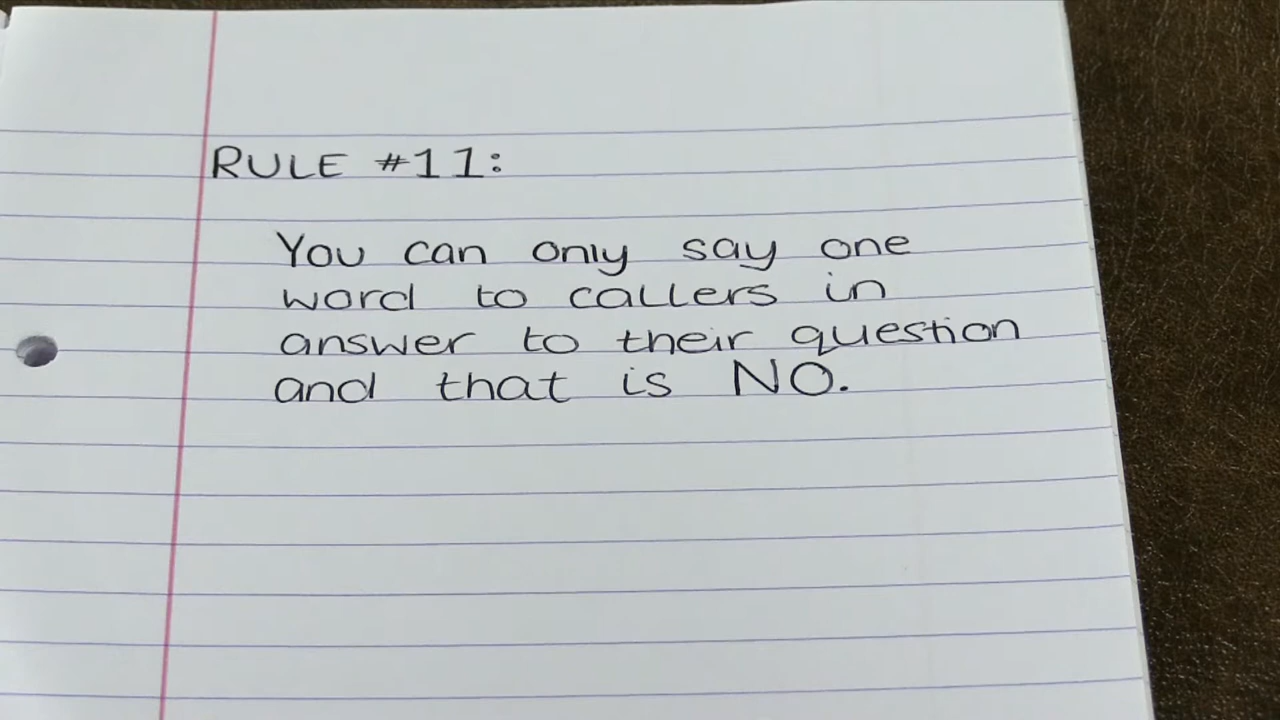 RULE #11:
You can only say one
word to callers in
answer to their question
and that is NO.